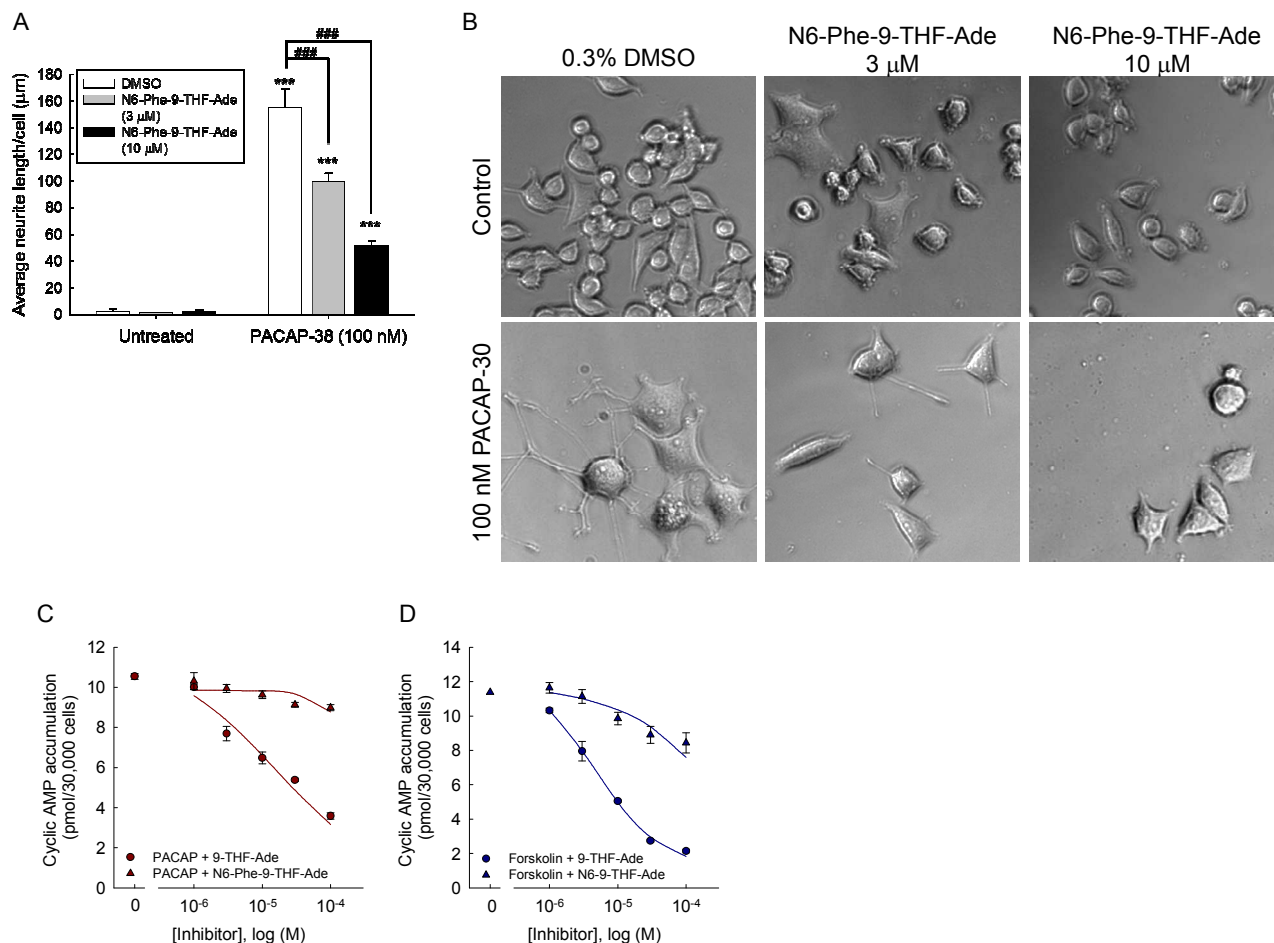 A
###
###
180
160
140
120
100
80
60
40
20
0
Average neurite length/cell (μm)
DMSO
N6-Phe-9-THF-Ade
(3 μM)
N6-Phe-9-THF-Ade
(10 μM)
***
***
***
Untreated
PACAP-38 (100 nM)
B
0.3% DMSO
N6-Phe-9-THF-Ade
3 μM
N6-Phe-9-THF-Ade
10 μM
Control
100 nM PACAP-30
C
12
10
8
6
4
2
0
Cyclic AMP accumulation
(pmol/30,000 cells)
PACAP + 9-THF-Ade
PACAP + N6-Phe-9-THF-Ade
0
10-6
10-5
10-4
[Inhibitor], log (M)
D
14
12
10
8
6
4
2
0
Cyclic AMP accumulation
(pmol/30,000 cells)
Forskolin + 9-THF-Ade
Forskolin + N6-9-THF-Ade
0
10-6
10-5
10-4
[Inhibitor], log (M)